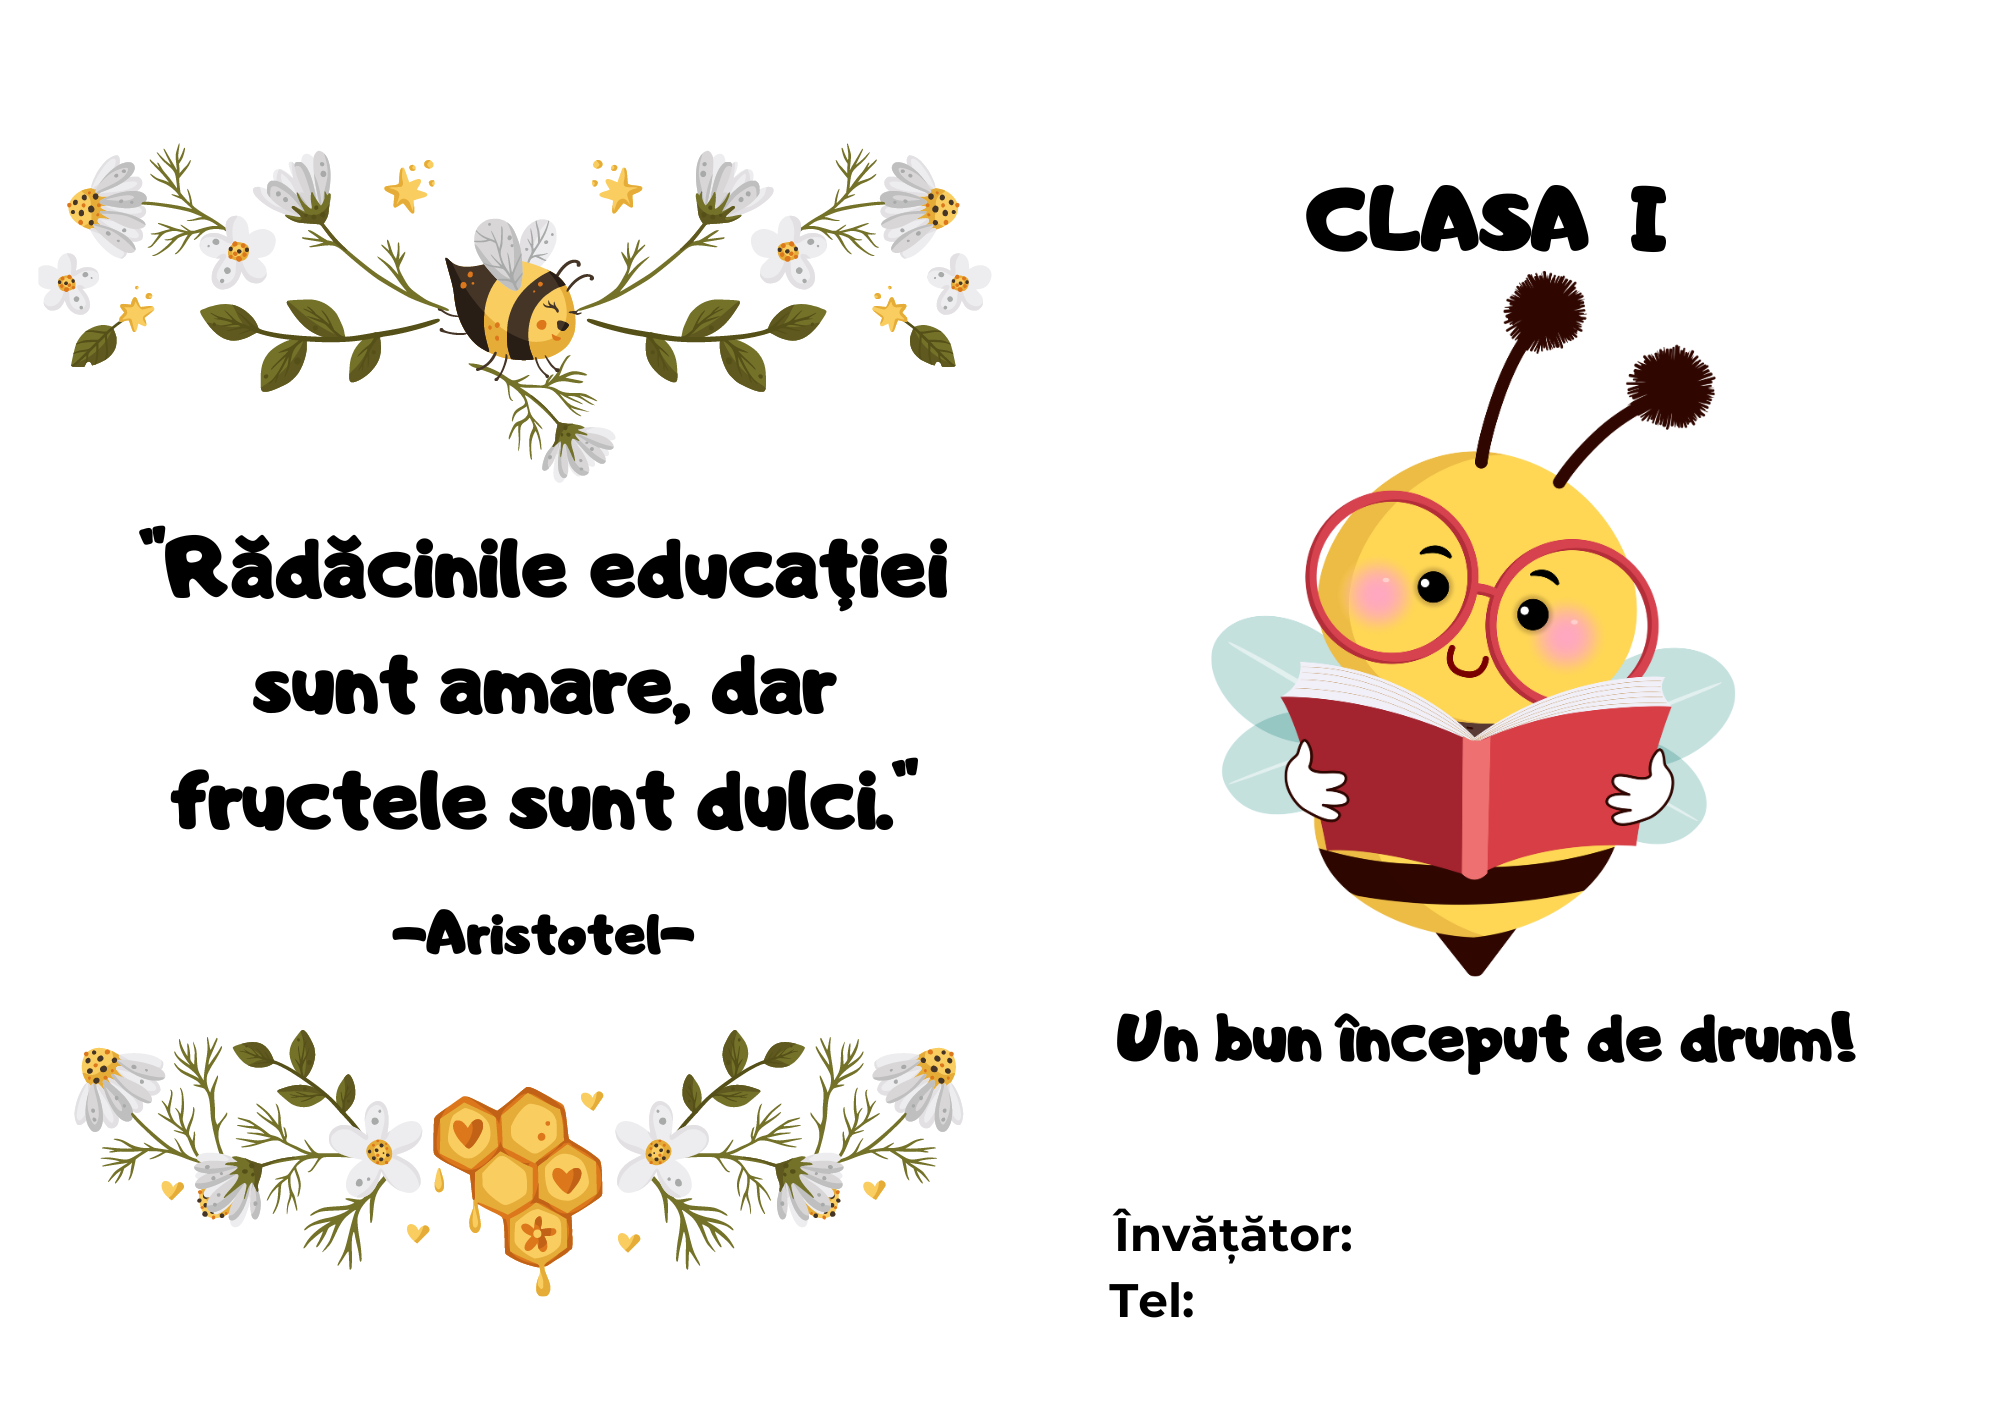 "Rădăcinile educației
sunt amare, dar
fructele sunt dulci."
-Aristotel-
CLASA I
Un bun început de drum!
Învățător:
Tel: